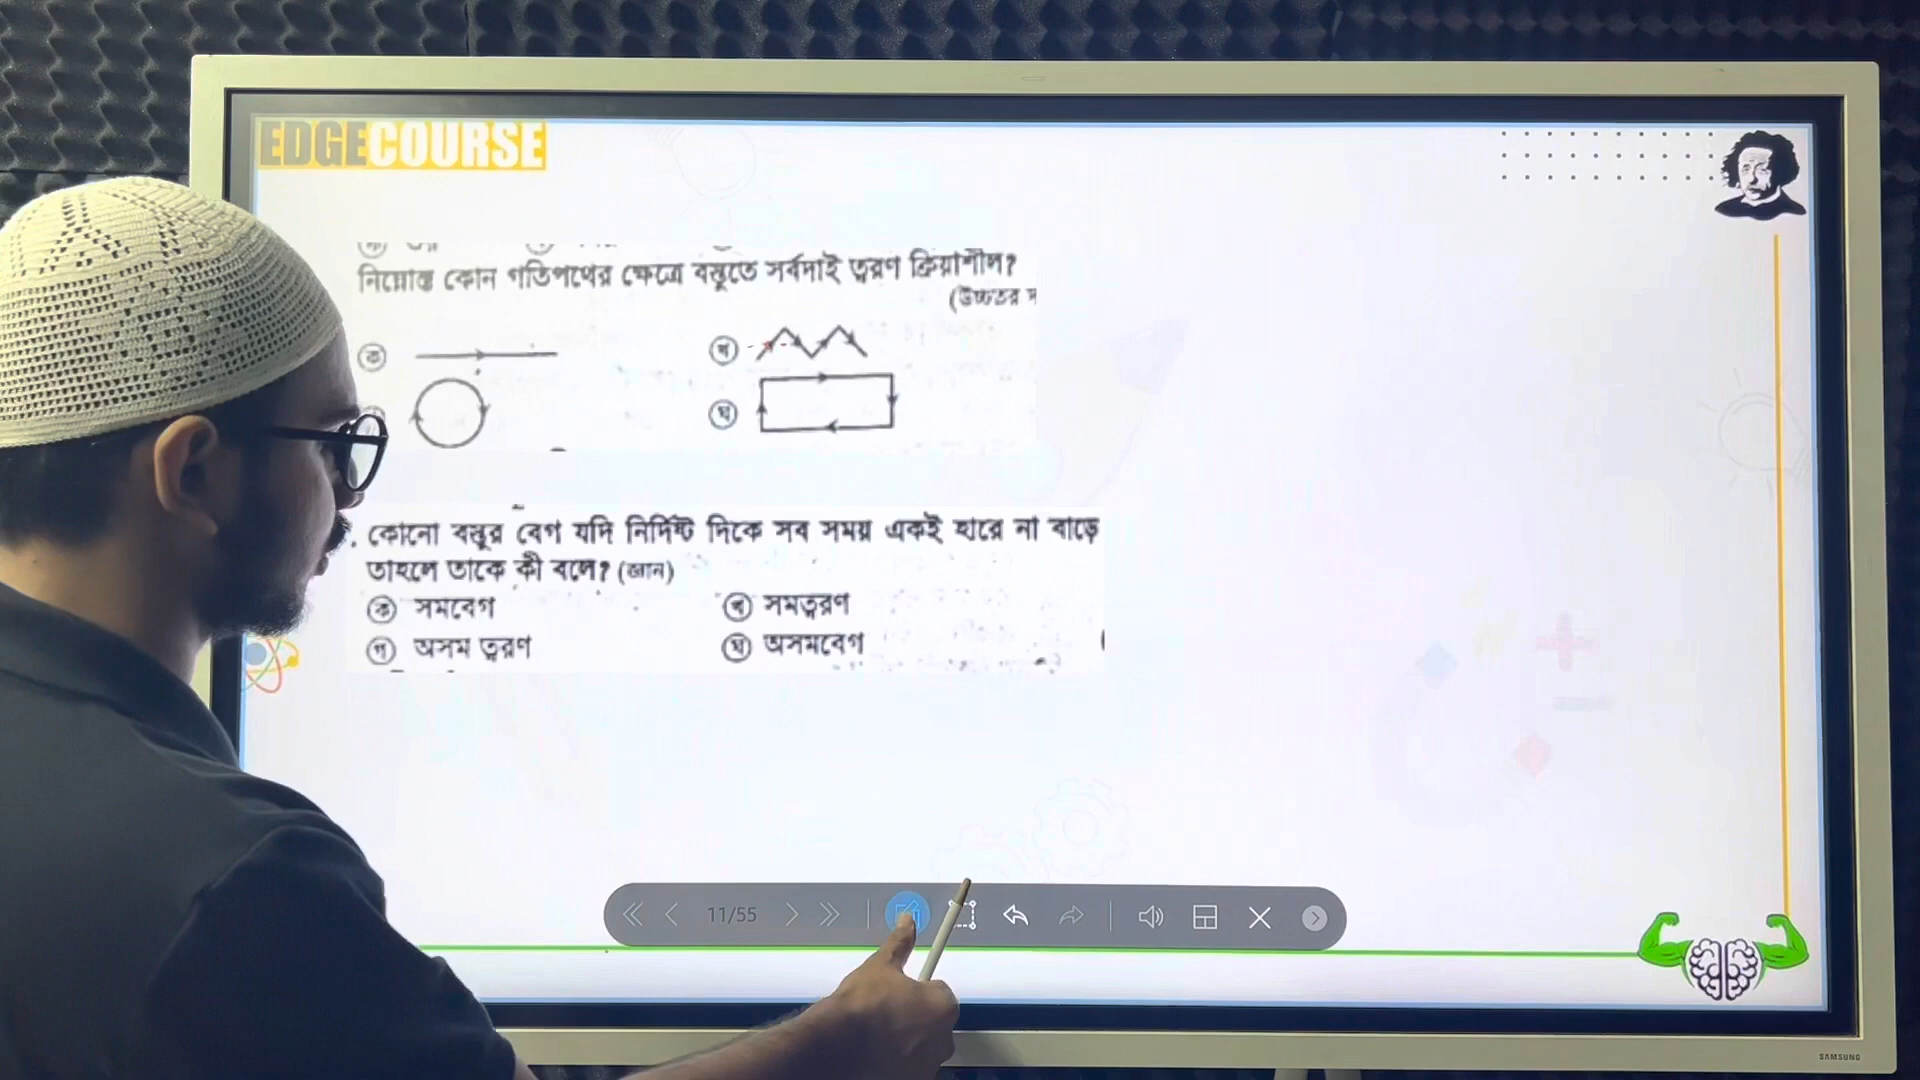 EDGECOURSE
নিম্নোক্ত কোন গতিপথের ক্ষেত্রে বস্তুতে সর্বদাই ত্বরণ ক্রিয়াশীল?
(উচ্চতর দ
ক
খ
ঘ
. কোনো বস্তুর বেগ যদি নির্দিষ্ট দিকে সব সময় একই হারে না বাড়ে
তাহলে তাকে কী বলে? (জ্ঞান)
ক সমবেগ
খ সমত্বরণ
গ অসম ত্বরণ
ঘ অসমবেগ
11/55
SAMSUNG